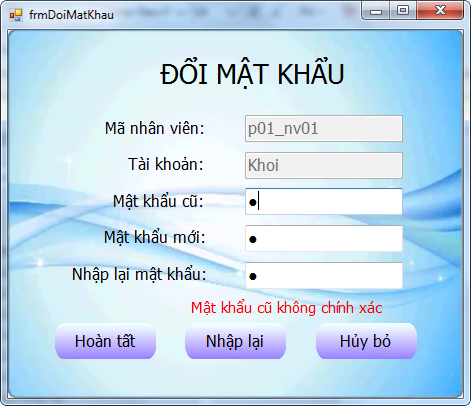 frmDoiMatKhau
ĐỔI MẬT KHẨU
Mã nhân viên: p01_nv01
Tài khoản: Khoi
Mật khẩu cũ: ●
Mật khẩu mới: ●
Nhập lại mật khẩu: ●
Mật khẩu cũ không chính xác
Hoàn tất Nhập lại Hủy bỏ